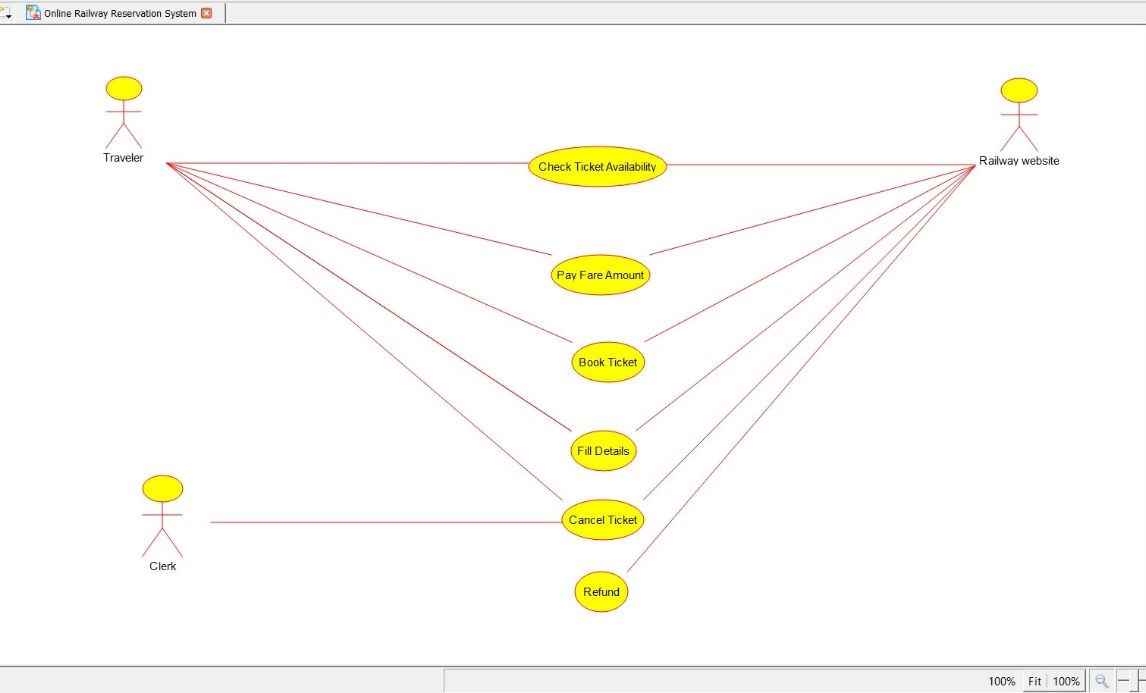 Online Railway Reservation System
Traveler
Railway website
Check Ticket Availability
Pay Fare Amount
Book Ticket
Fill Details
Cancel Ticket
Clerk
Refund
100% Fit 100%